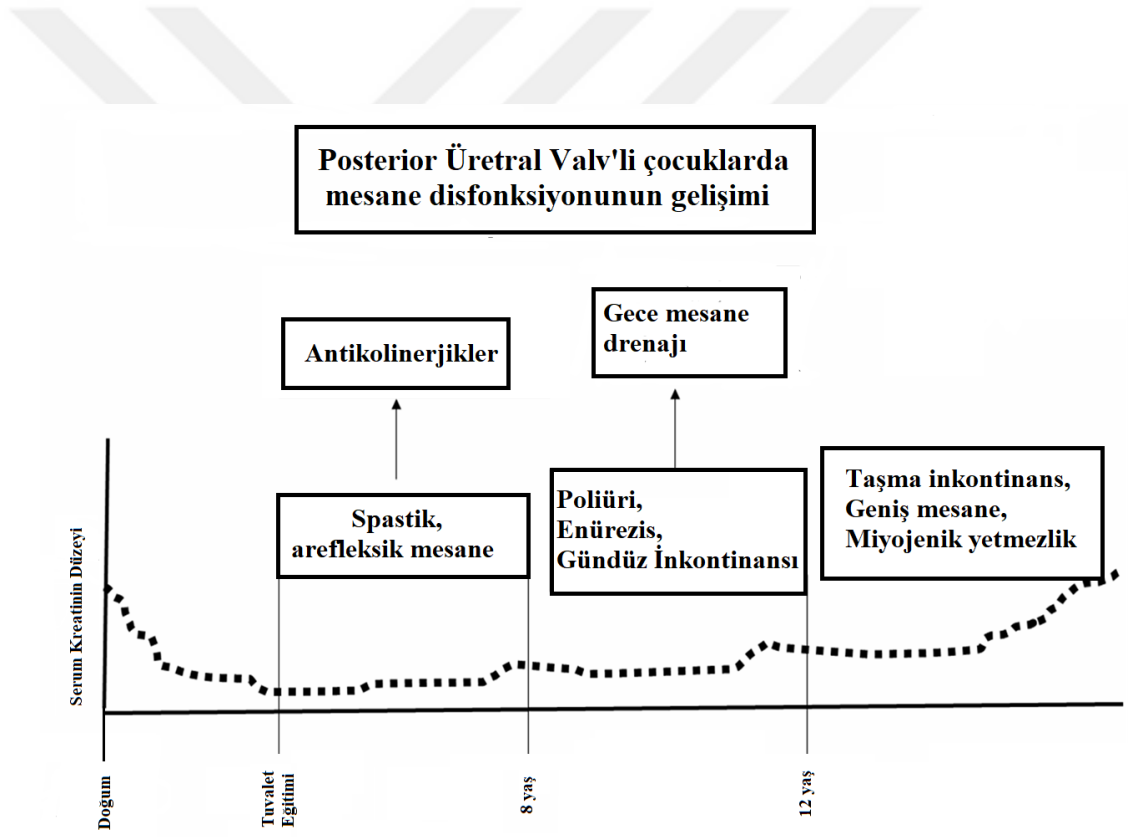 Posterior Üretral Valv'li çocuklarda
mesane disfonksiyonunun gelişimi
Antikolinerjikler
Gece mesane
drenajı
Spastik,
arefleksik mesane
Poliüri,
Enürezis,
Gündüz İnkontinansı
Taşma inkontinans,
Geniş mesane,
Miyojenik yetmezlik
Serum Kreatinin Düzeyi
Doğum
Tuvalet
Eğitimi
8 yaş
12 yaş